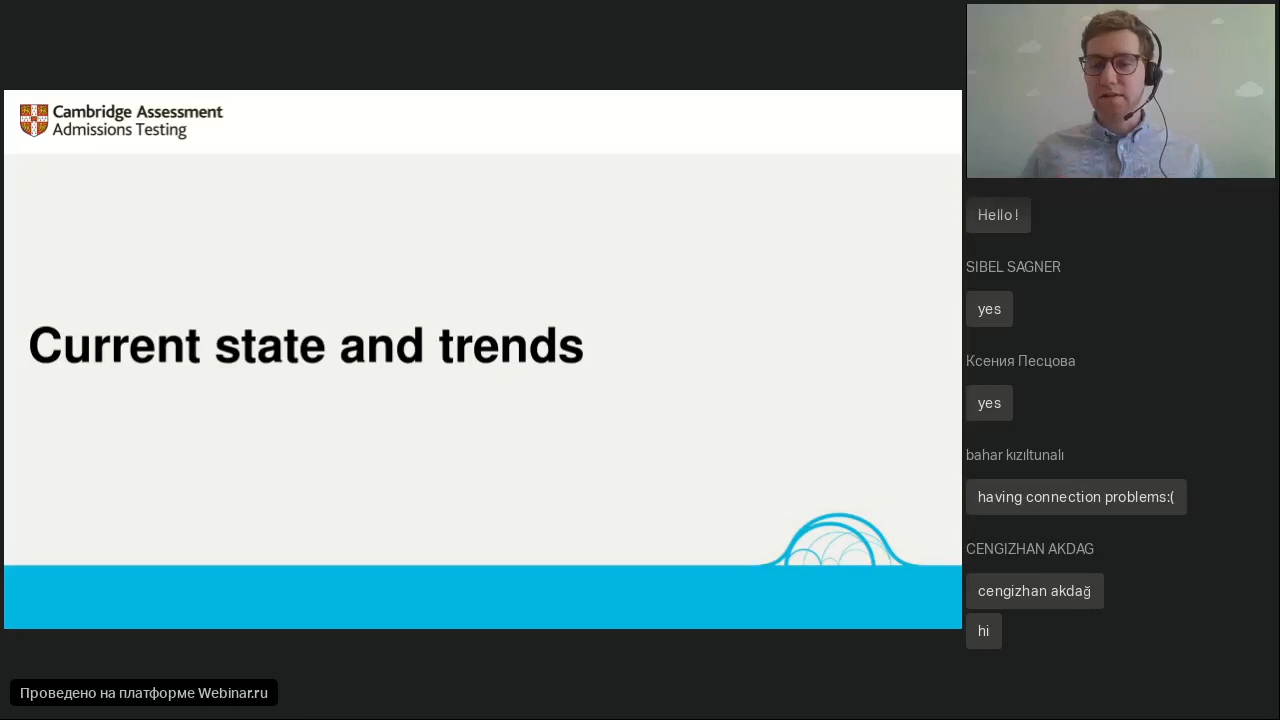 Cambridge Assessment
Admissions Testing
Current state and trends
Hello !
SIBEL SAGNER
yes
Ксения Песцова
yes
bahar kızıltunalı
having connection problems:(
CENGIZHAN AKDAG
cengizhan akdağ
hi
Проведено на платформе Webinar.ru